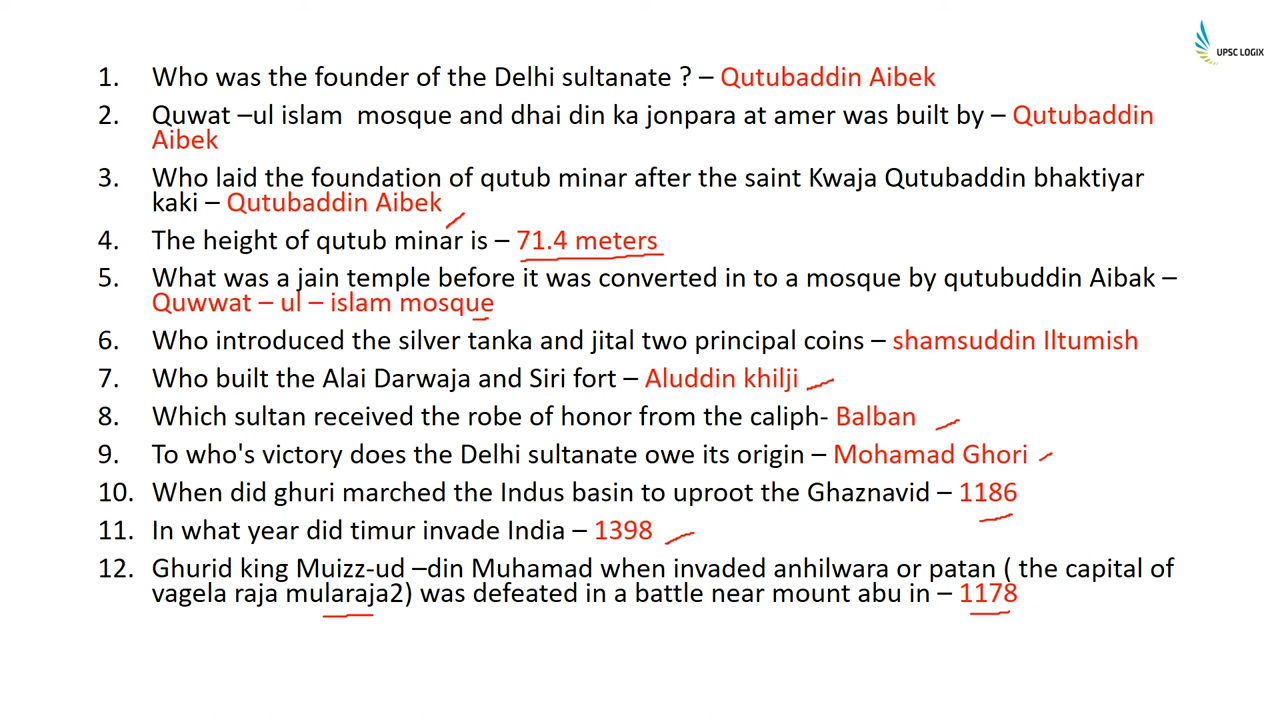 UPSC LOGIX
1. Who was the founder of the Delhi sultanate ? – Qutubaddin Aibek
2. Quwat –ul islam mosque and dhai din ka jonpara at amer was built by – Qutubaddin
Aibek
3. Who laid the foundation of qutub minar after the saint Kwaja Qutubaddin bhaktiyar
kaki – Qutubaddin Aibek
4. The height of qutub minar is – 71.4 meters
5. What was a jain temple before it was converted in to a mosque by qutubuddin Aibak –
Quwwat – ul – islam mosque
6. Who introduced the silver tanka and jital two principal coins – shamsuddin Iltumish
7. Who built the Alai Darwaja and Siri fort – Aluddin khilji
8. Which sultan received the robe of honor from the caliph- Balban
9. To who's victory does the Delhi sultanate owe its origin – Mohamad Ghori
10. When did ghuri marched the Indus basin to uproot the Ghaznavid – 1186
11. In what year did timur invade India – 1398
12. Ghurid king Muizz-ud –din Muhamad when invaded anhilwara or patan ( the capital of
vagela raja mularaja2) was defeated in a battle near mount abu in – 1178